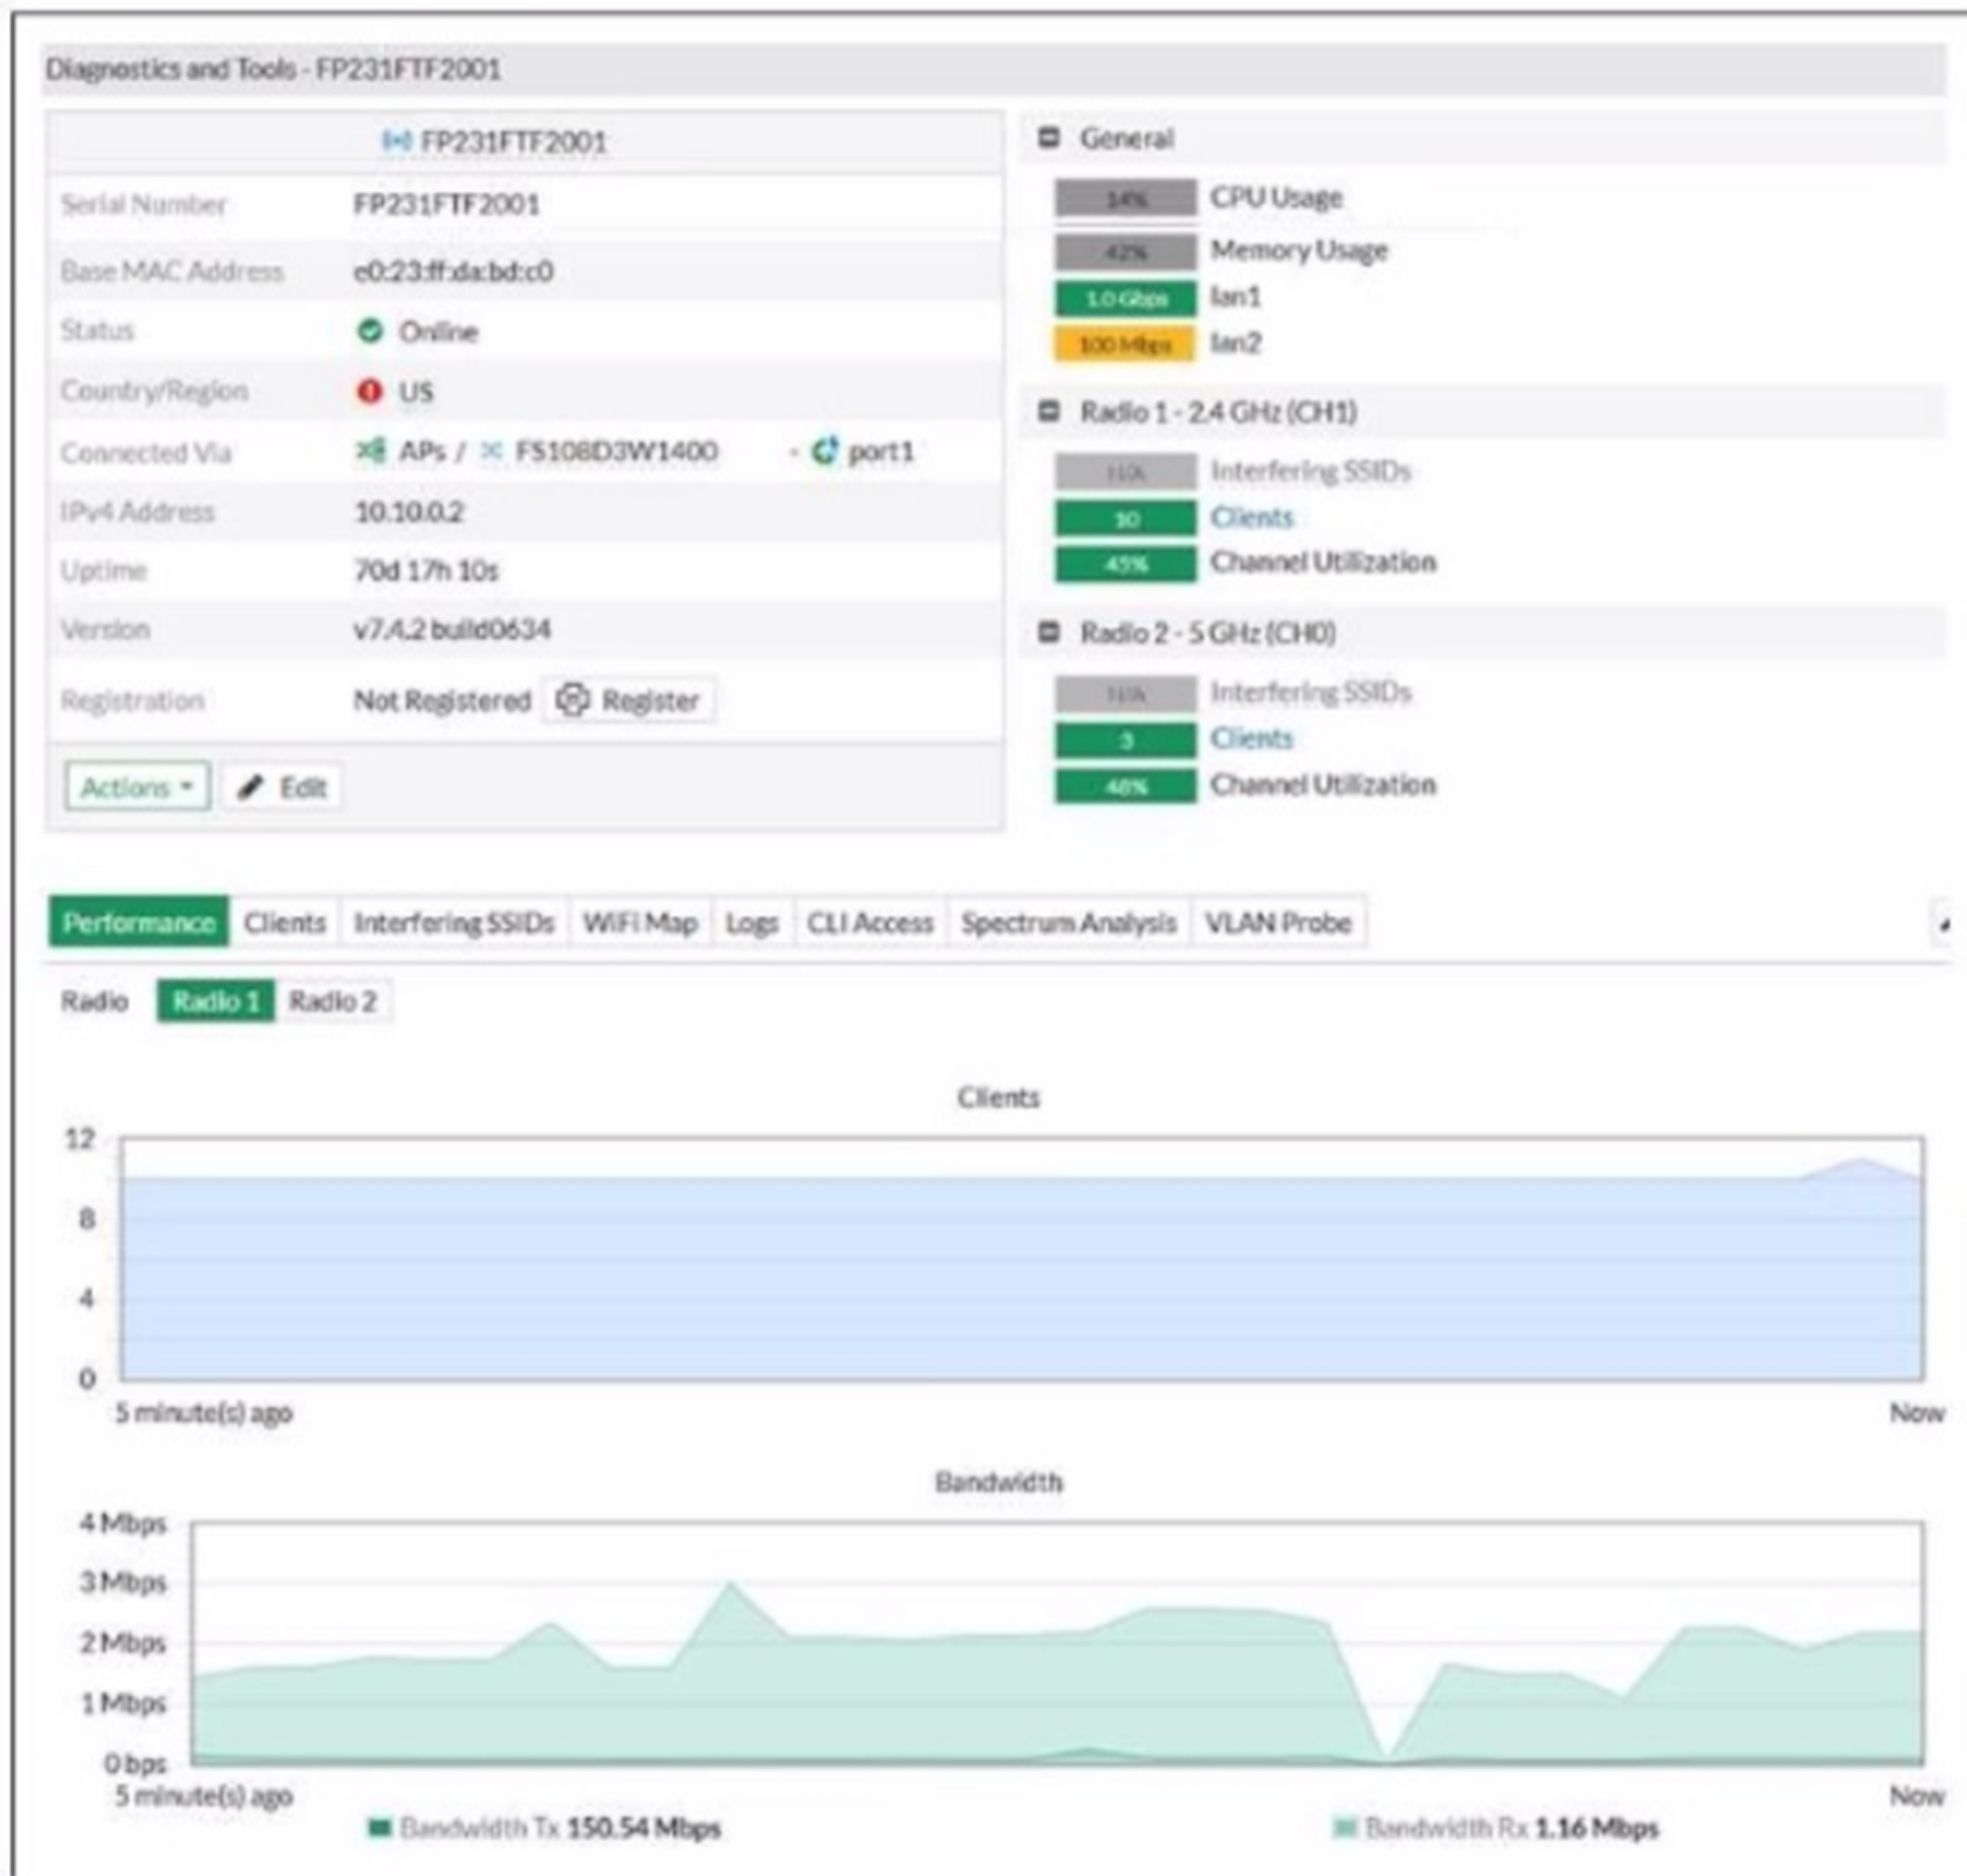 Diagnostics and Tools - FP231FTF2001
FP231FTF2001
Serial Number FP231FTF2001
Base MAC Address e0:23:ff:da:bd:c0
Status Online
Country/Region US
Connected Via APs / FS108D3W1400 - port1
IPv4 Address 10.10.0.2
Uptime 70d 17h 10s
Version v7.4.2 build0634
Registration Not Registered Register
Actions Edit
General
14% CPU Usage
42% Memory Usage
1.0 Gbps lan1
100 Mbps lan2
Radio 1 - 2.4 GHz (CH1)
N/A Interfering SSIDs
10 Clients
45% Channel Utilization
Radio 2 - 5 GHz (CH0)
N/A Interfering SSIDs
3 Clients
48% Channel Utilization
Performance Clients Interfering SSIDs WiFi Map Logs CLI Access Spectrum Analysis VLAN Probe
Radio Radio 1 Radio 2
Clients
12
8
4
0
5 minute(s) ago Now
Bandwidth
4 Mbps
3 Mbps
2 Mbps
1 Mbps
0 bps
5 minute(s) ago Now
Bandwidth Tx 150.54 Mbps Bandwidth Rx 1.16 Mbps